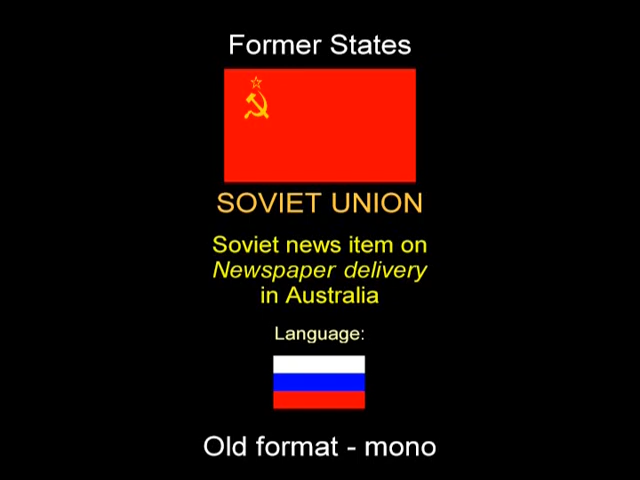 Former States
SOVIET UNION
Soviet news item on
Newspaper delivery
in Australia
Language:
Old format - mono